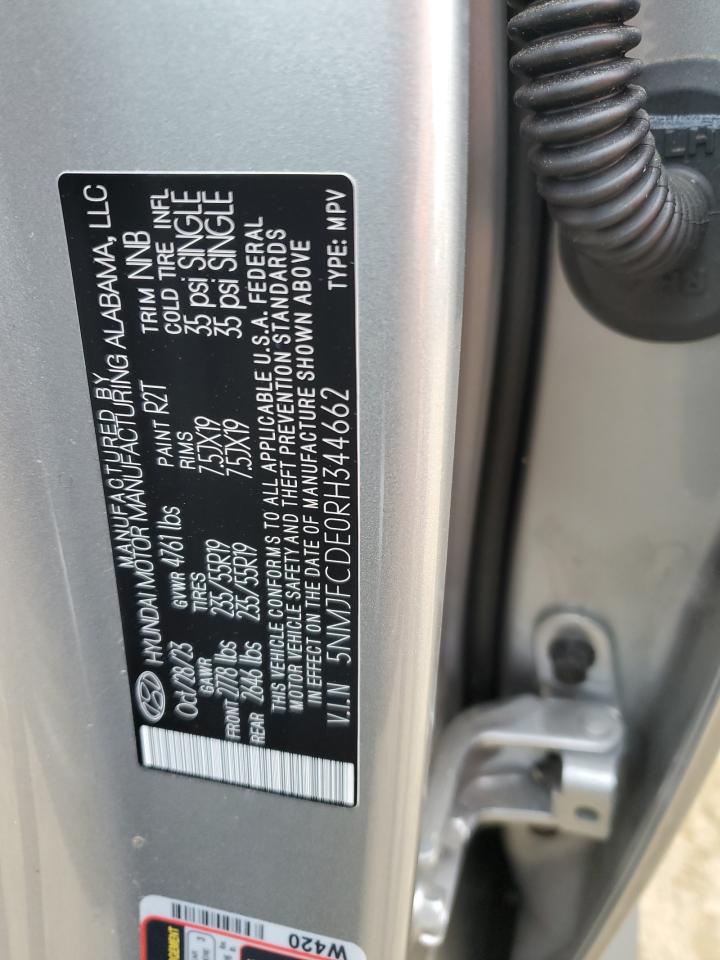 MANUFACTURED BY
HYUNDAI MOTOR MANUFACTURING ALABAMA, LLC
Oct/28/23 GVWR 4761 lbs PAINT R2T TRIM NNB
GAWR TIRES RIMS COLD TIRE INFL
FRONT 2778 lbs 235/55R19 7.5JX19 35 psi SINGLE
REAR 2646 lbs 235/55R19 7.5JX19 35 psi SINGLE
THIS VEHICLE CONFORMS TO ALL APPLICABLE U.S.A. FEDERAL
MOTOR VEHICLE SAFETY AND THEFT PREVENTION STANDARDS
IN EFFECT ON THE DATE OF MANUFACTURE SHOWN ABOVE
V.I.N 5NMJFCDE0RH344662 TYPE: MPV
W420